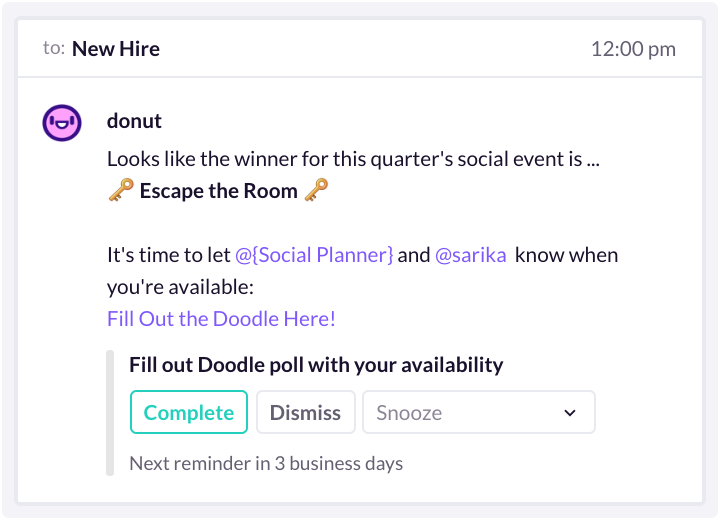 to: New Hire 12:00 pm
donut
Looks like the winner for this quarter's social event is ...
🗝️ Escape the Room 🗝️
It's time to let @{Social Planner} and @sarika know when
you're available:
Fill Out the Doodle Here!
Fill out Doodle poll with your availability
Complete Dismiss Snooze
Next reminder in 3 business days